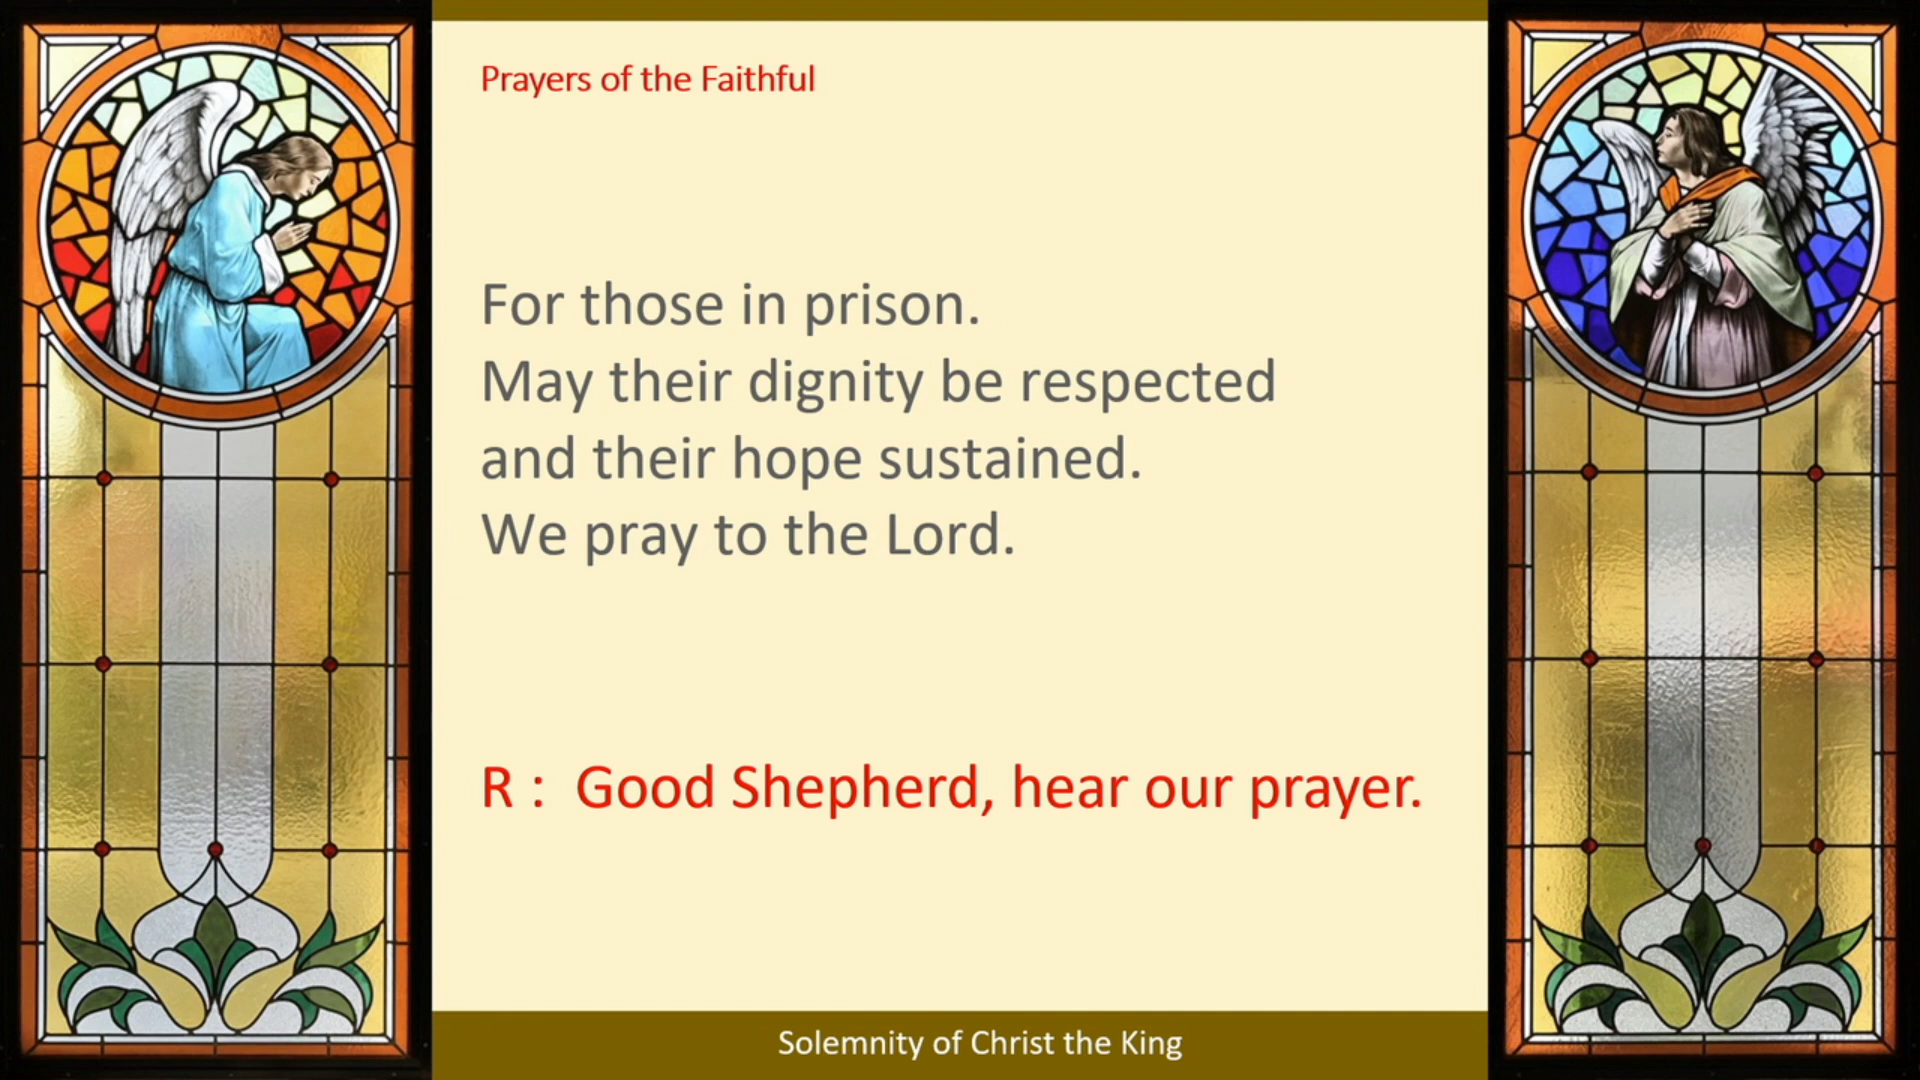 Prayers of the Faithful
For those in prison.
May their dignity be respected
and their hope sustained.
We pray to the Lord.
R : Good Shepherd, hear our prayer.
Solemnity of Christ the King